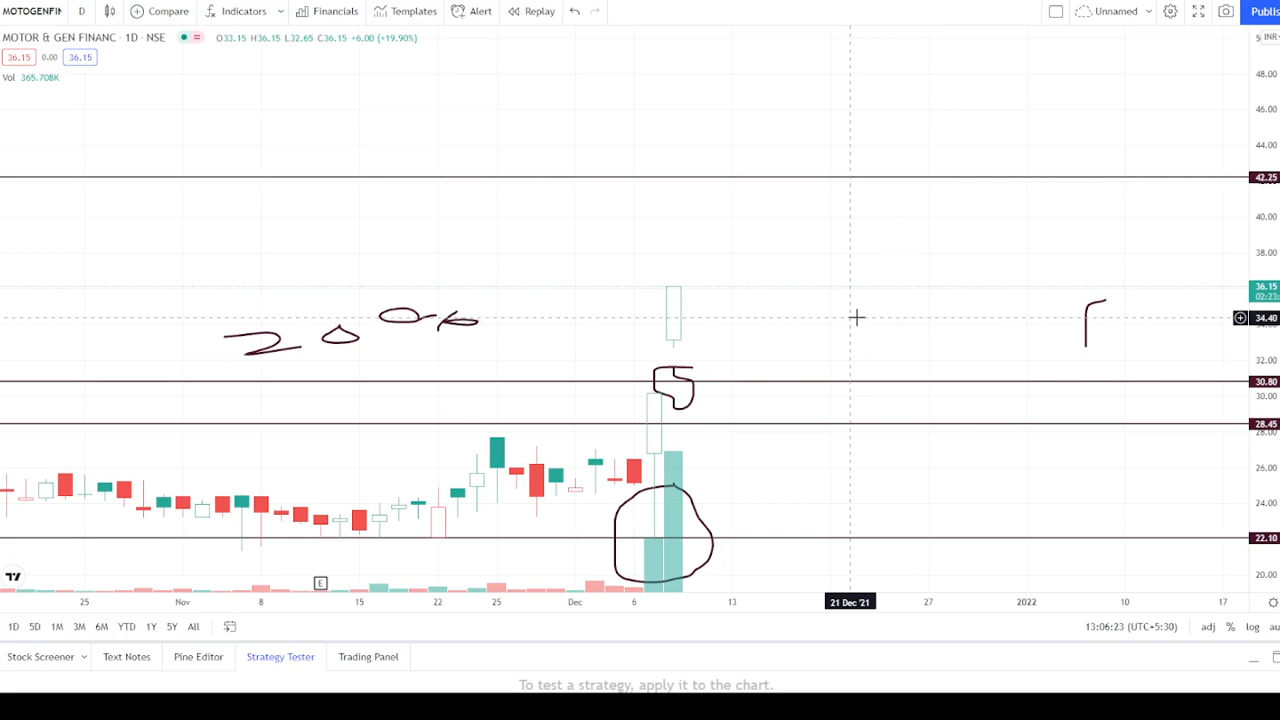 MOTOGENFIN D Compare Indicators Financials Templates Alert Replay Unnamed Publis
MOTOR & GEN FINANC · 1D · NSE O33.15 H36.15 L32.65 C36.15 +6.00 (+19.90%) INR
36.15 0.00 36.15
Vol 365.708K
48.00
46.00
44.00
42.25
40.00
38.00
36.15
02:23:
34.40
32.00
30.80
30.00
28.45
28.00
26.00
24.00
22.10
20.00
200
5
E
25 Nov 8 15 22 25 Dec 6 13 21 Dec '21 27 2022 10 17
1D 5D 1M 3M 6M YTD 1Y 5Y All 13:06:23 (UTC+5:30) adj % log au
Stock Screener Text Notes Pine Editor Strategy Tester Trading Panel
To test a strategy, apply it to the chart.